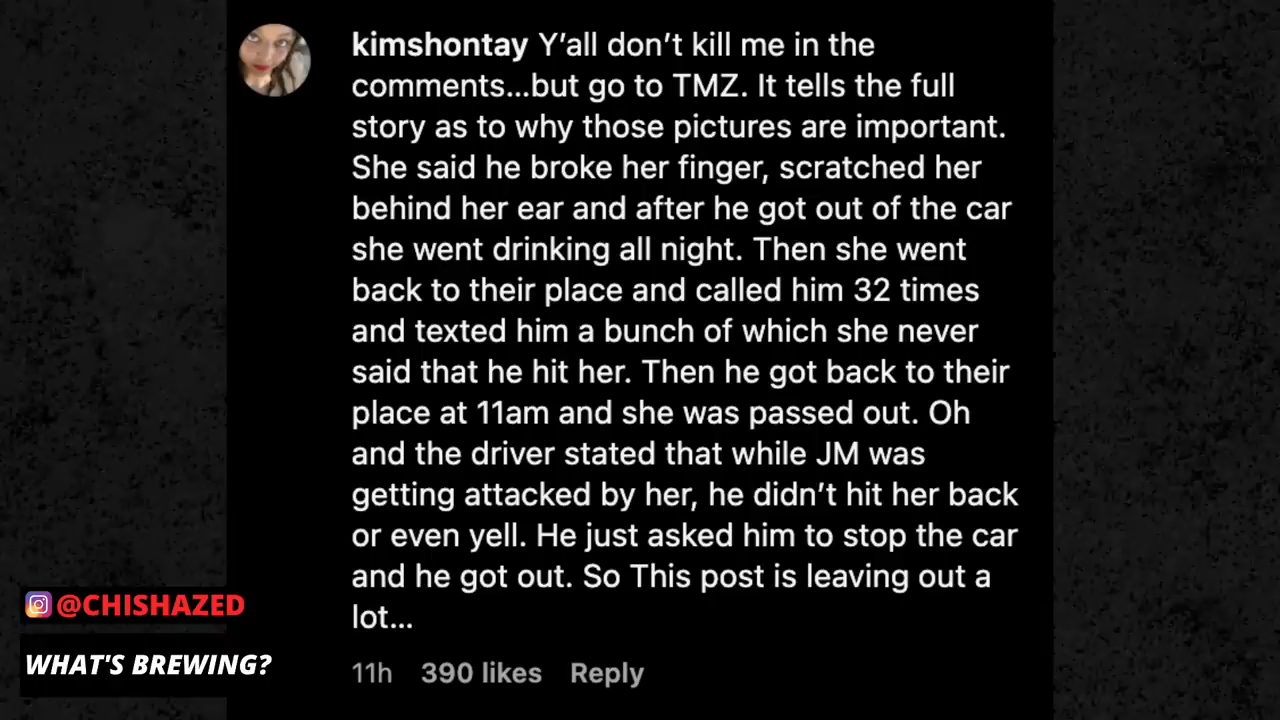 kimshontay Y’all don’t kill me in the
comments...but go to TMZ. It tells the full
story as to why those pictures are important.
She said he broke her finger, scratched her
behind her ear and after he got out of the car
she went drinking all night. Then she went
back to their place and called him 32 times
and texted him a bunch of which she never
said that he hit her. Then he got back to their
place at 11am and she was passed out. Oh
and the driver stated that while JM was
getting attacked by her, he didn’t hit her back
or even yell. He just asked him to stop the car
and he got out. So This post is leaving out a
lot...
11h 390 likes Reply
@CHISHAZED
WHAT'S BREWING?